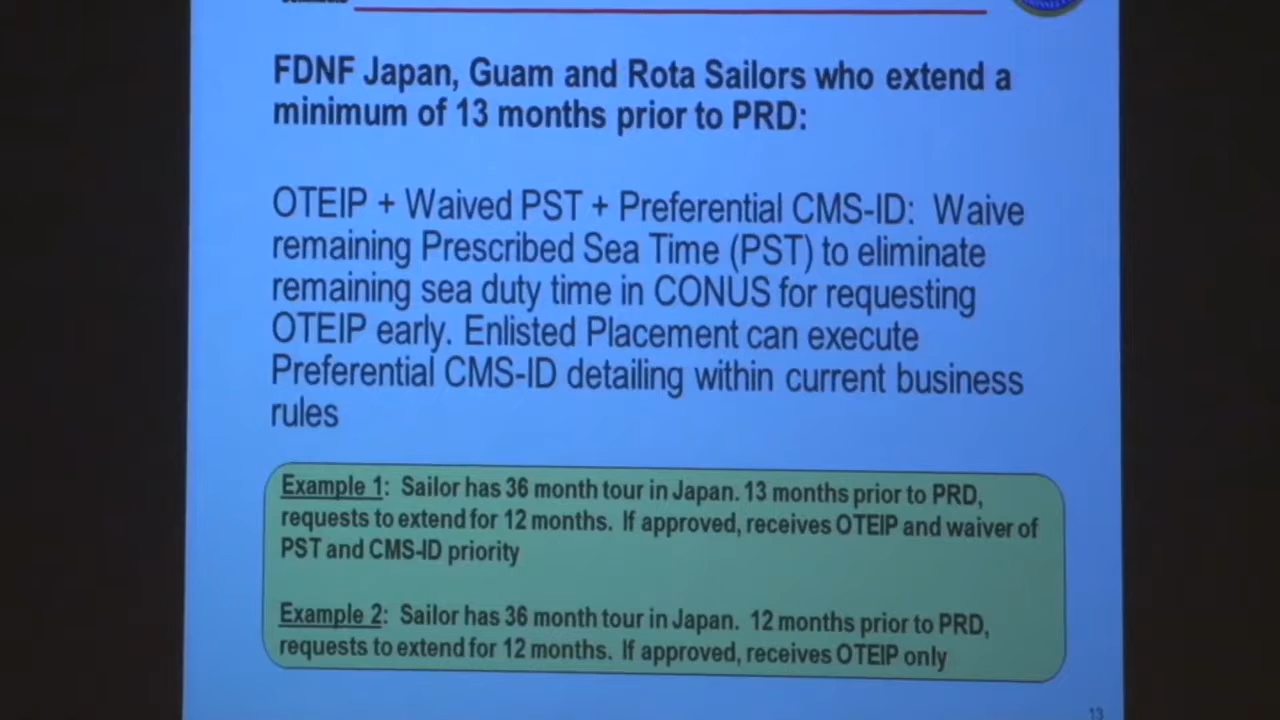 FDNF Japan, Guam and Rota Sailors who extend a
minimum of 13 months prior to PRD:
OTEIP + Waived PST + Preferential CMS-ID: Waive
remaining Prescribed Sea Time (PST) to eliminate
remaining sea duty time in CONUS for requesting
OTEIP early. Enlisted Placement can execute
Preferential CMS-ID detailing within current business
rules
Example 1: Sailor has 36 month tour in Japan. 13 months prior to PRD,
requests to extend for 12 months. If approved, receives OTEIP and waiver of
PST and CMS-ID priority
Example 2: Sailor has 36 month tour in Japan. 12 months prior to PRD,
requests to extend for 12 months. If approved, receives OTEIP only
13